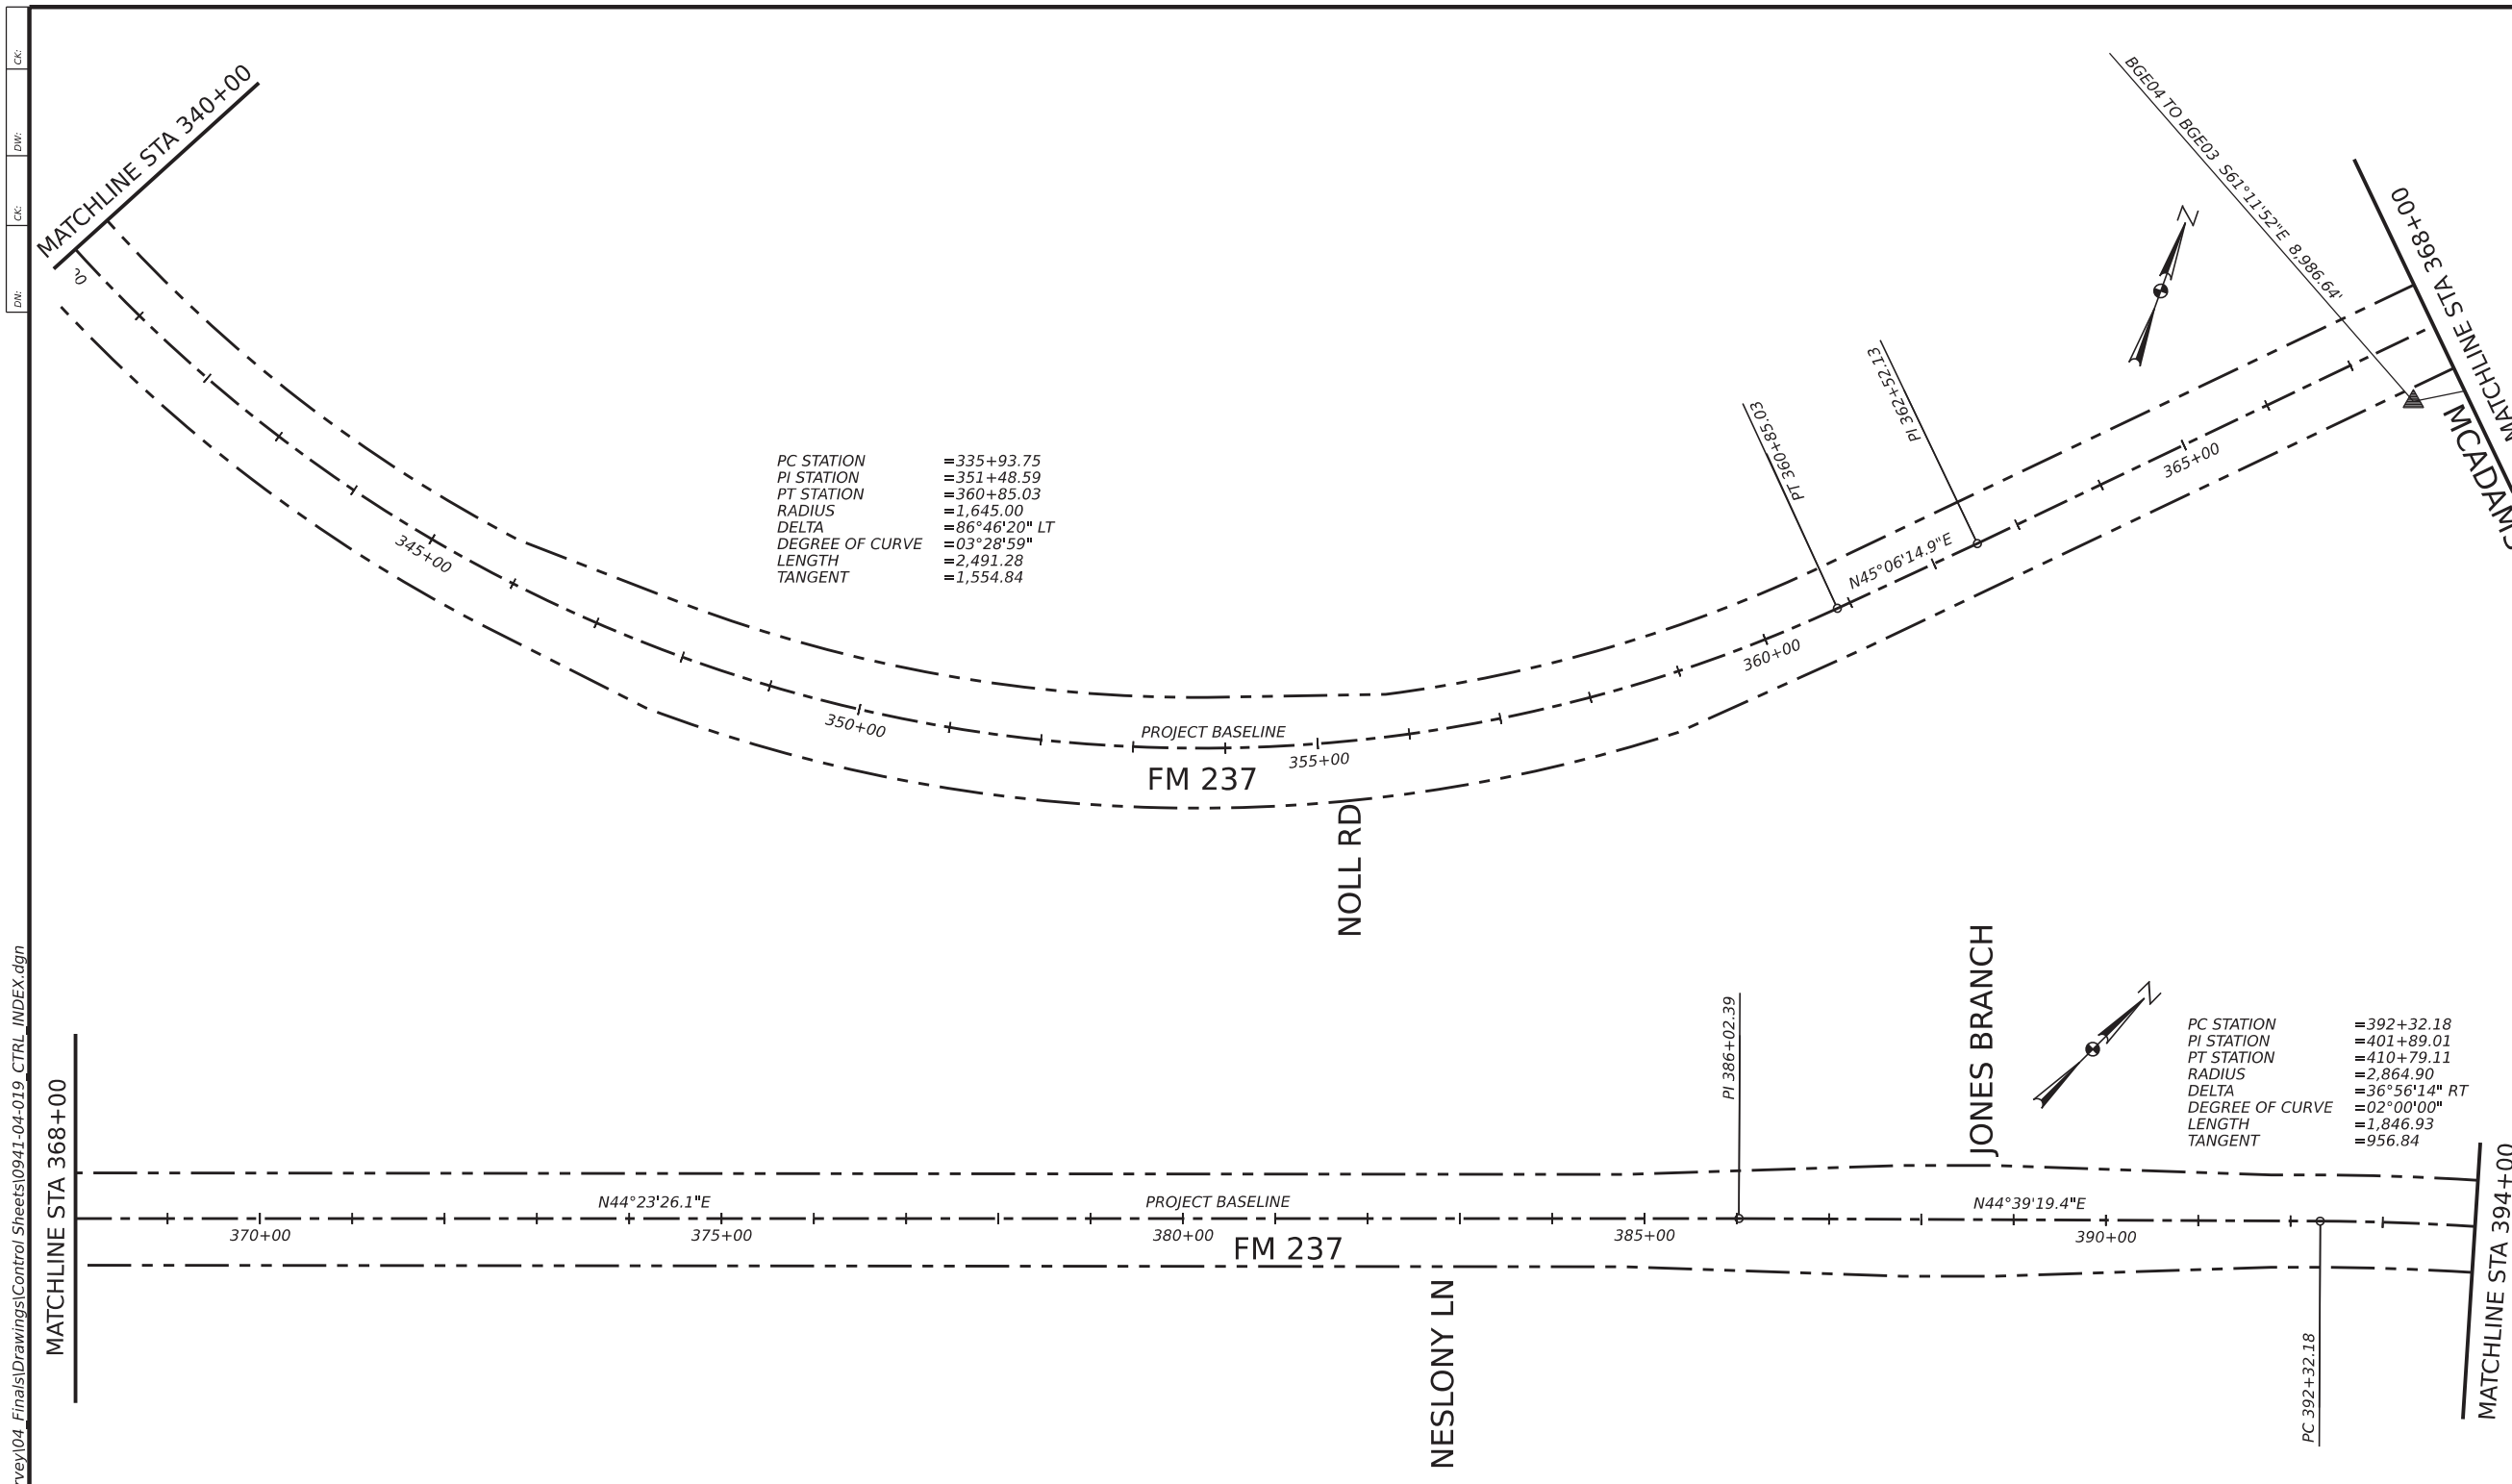 CK:
DW:
CK:
DN:
MATCHLINE STA 340+00
BGE04 TO BGE03 S61°11'52"E 8,986.64'
MATCHLINE STA 368+00
MCADAMS
N
PI 362+52.13
PT 360+85.03
N45°06'14.9"E
PC STATION =335+93.75
PI STATION =351+48.59
PT STATION =360+85.03
RADIUS =1,645.00
DELTA =86°46'20" LT
DEGREE OF CURVE =03°28'59"
LENGTH =2,491.28
TANGENT =1,554.84
345+00
350+00
355+00
360+00
365+00
PROJECT BASELINE
FM 237
NOLL RD
rvey\04_Finals\Drawings\Control Sheets\0941-04-019_CTRL_INDEX.dgn
MATCHLINE STA 368+00
PI 386+02.39
JONES BRANCH
N
PC STATION =392+32.18
PI STATION =401+89.01
PT STATION =410+79.11
RADIUS =2,864.90
DELTA =36°56'14" RT
DEGREE OF CURVE =02°00'00"
LENGTH =1,846.93
TANGENT =956.84
N44°23'26.1"E
PROJECT BASELINE
N44°39'19.4"E
370+00
375+00
380+00
385+00
390+00
FM 237
NESLONY LN
PC 392+32.18
MATCHLINE STA 394+00